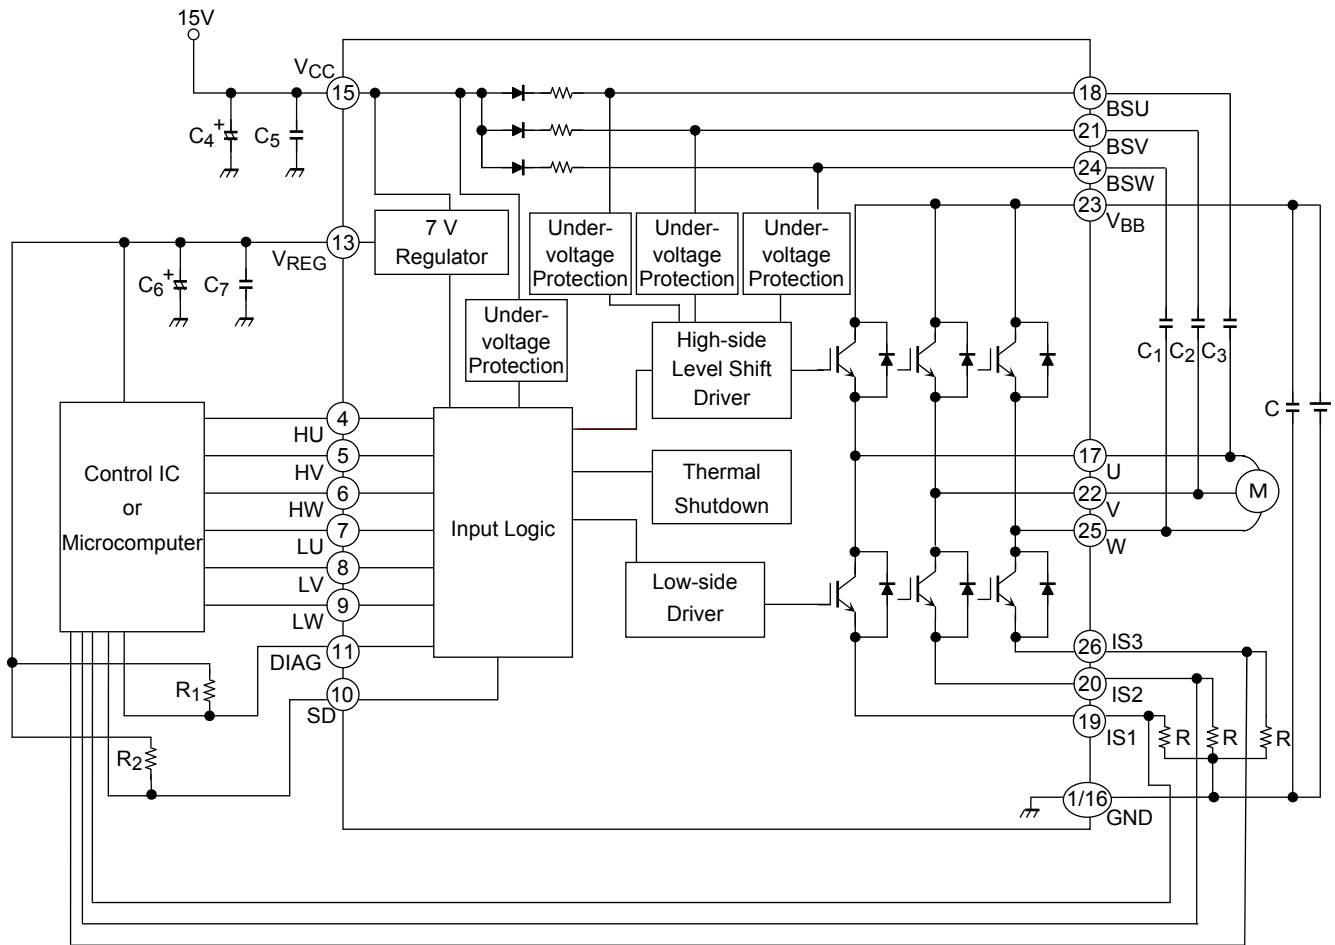 15V
VCC
15
C4
+
C5
18
BSU
21
BSV
24
BSW
23
VBB
7 V
Regulator
13
VREG
C6
+
C7
Under-
voltage
Protection
Under-
voltage
Protection
Under-
voltage
Protection
Under-
voltage
Protection
High-side
Level Shift
Driver
C1
C2
C3
C
Control IC
or
Microcomputer
4
HU
5
HV
6
HW
7
LU
8
LV
9
LW
11
DIAG
10
SD
Input Logic
Thermal
Shutdown
Low-side
Driver
17
U
22
V
25
W
M
26
IS3
20
IS2
19
IS1
R
R
R
R1
R2
1/16
GND